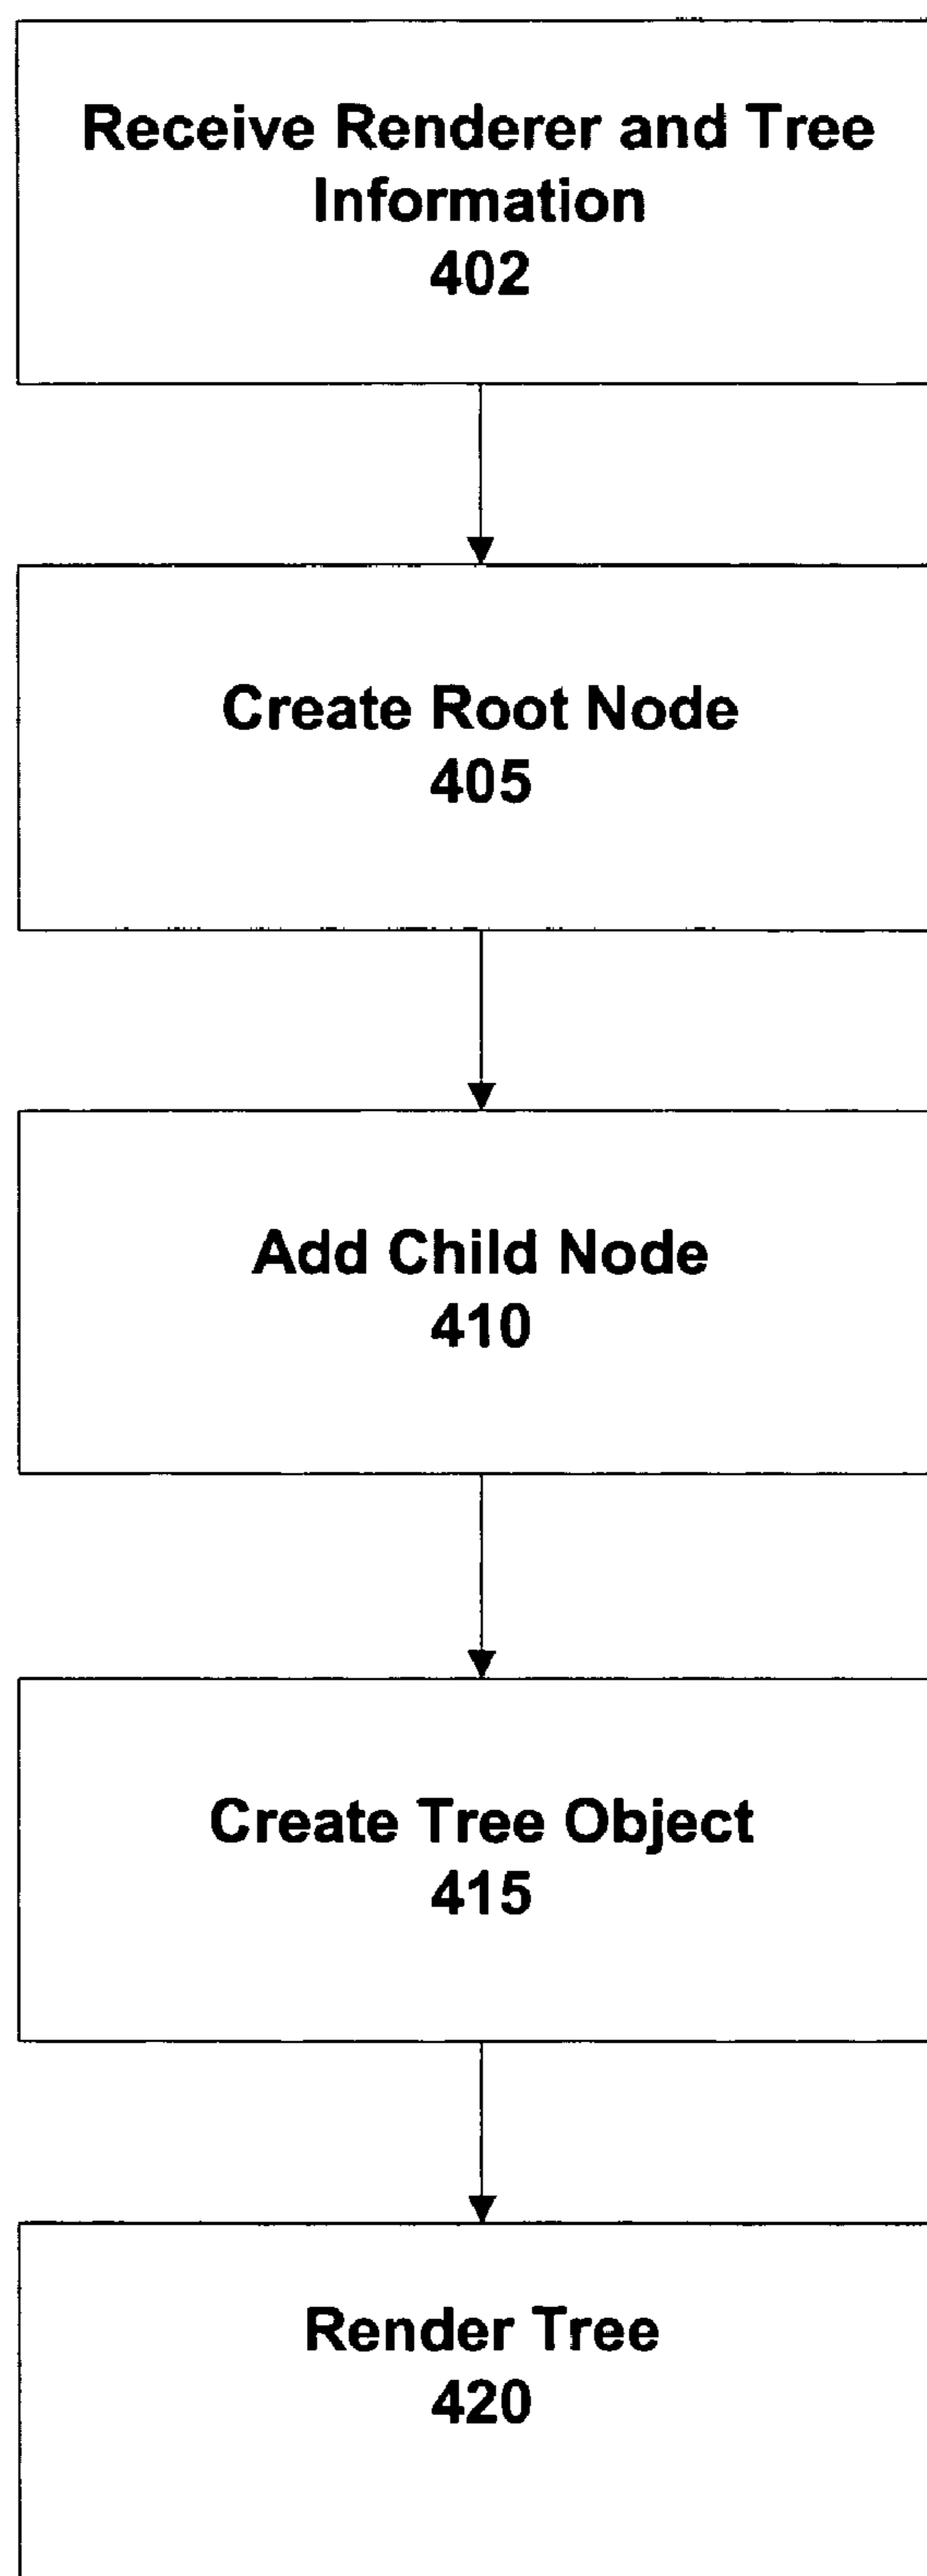 Receive Renderer and Tree
Information
402
Create Root Node
405
Add Child Node
410
Create Tree Object
415
Render Tree
420